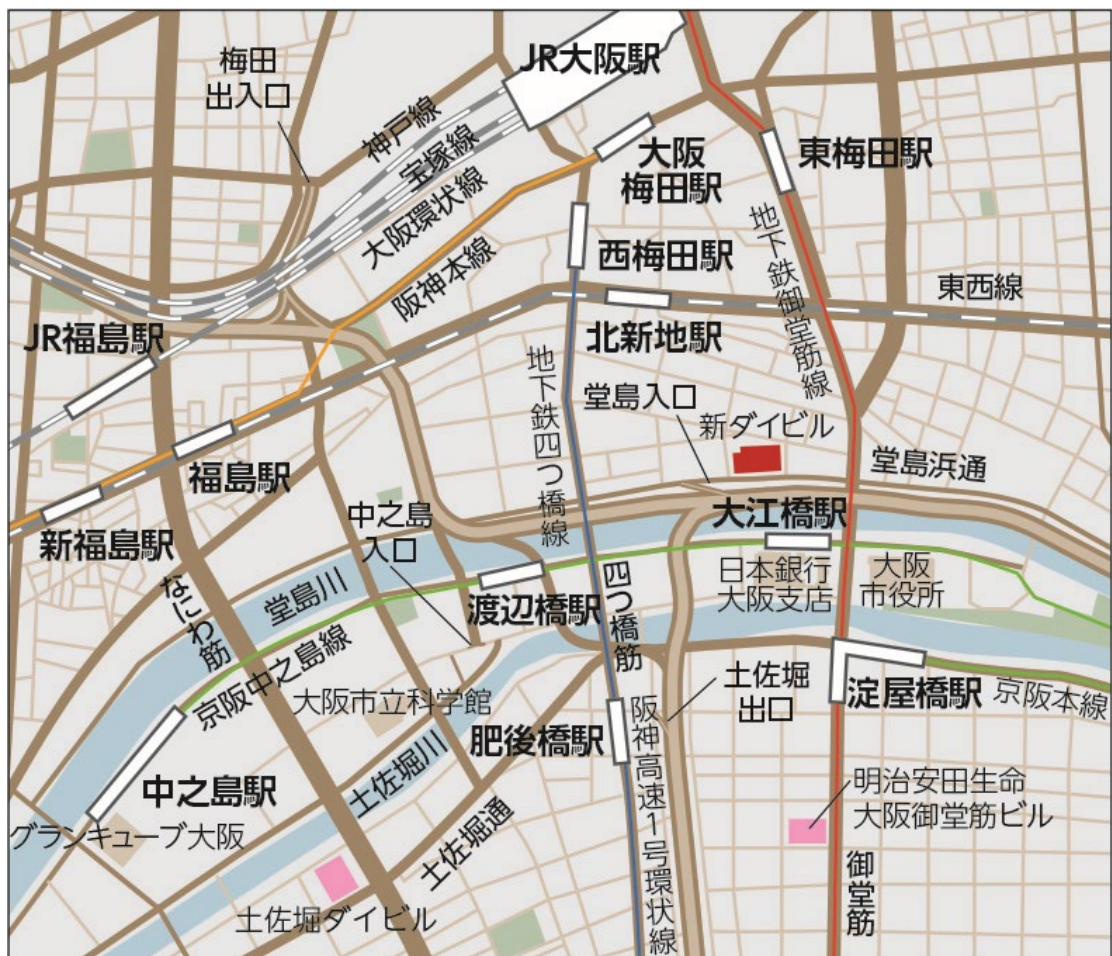 JR大阪駅
梅田
出入口
神戸線
宝塚線
大阪環状線
阪神本線
大阪
梅田駅
東梅田駅
西梅田駅
地下鉄御堂筋線
東西線
北新地駅
JR福島駅
地下鉄四つ橋線
堂島入口
新ダイビル
堂島浜通
福島駅
新福島駅
中之島
入口
大江橋駅
日本銀行
大阪支店
大阪
市役所
なにわ筋
堂島川
渡辺橋駅
四つ橋筋
京阪中之島線
大阪市立科学館
土佐堀
出口
淀屋橋駅
京阪本線
肥後橋駅
阪神高速1号環状線
土佐堀川
中之島駅
グランキューブ大阪
土佐堀通
明治安田生命
大阪御堂筋ビル
御堂筋
土佐堀ダイビル